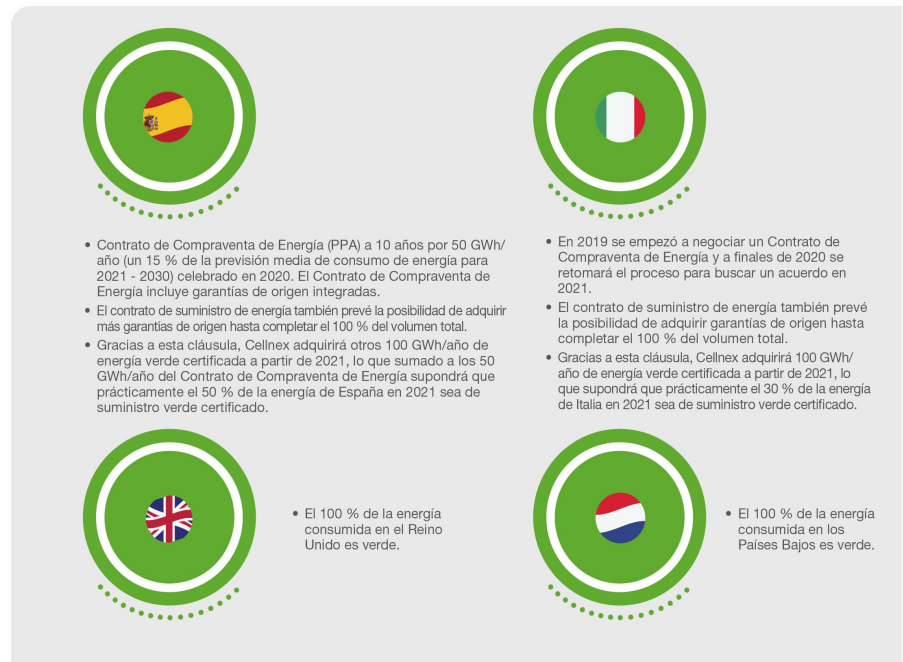 • Contrato de Compraventa de Energía (PPA) a 10 años por 50 GWh/
año (un 15 % de la previsión media de consumo de energía para
2021 - 2030) celebrado en 2020. El Contrato de Compraventa de
Energía incluye garantías de origen integradas.
• El contrato de suministro de energía también prevé la posibilidad de adquirir
más garantías de origen hasta completar el 100 % del volumen total.
• Gracias a esta cláusula, Cellnex adquirirá otros 100 GWh/año de
energía verde certificada a partir de 2021, lo que sumado a los 50
GWh/año del Contrato de Compraventa de Energía supondrá que
prácticamente el 50 % de la energía de España en 2021 sea de
suministro verde certificado.
• En 2019 se empezó a negociar un Contrato de
Compraventa de Energía y a finales de 2020 se
retomará el proceso para buscar un acuerdo en
2021.
• El contrato de suministro de energía también prevé
la posibilidad de adquirir garantías de origen hasta
completar el 100 % del volumen total.
• Gracias a esta cláusula, Cellnex adquirirá 100 GWh/
año de energía verde certificada a partir de 2021, lo
que supondrá que prácticamente el 30 % de la energía
de Italia en 2021 sea de suministro verde certificado.
• El 100 % de la energía
consumida en el Reino
Unido es verde.
• El 100 % de la energía
consumida en los
Países Bajos es verde.